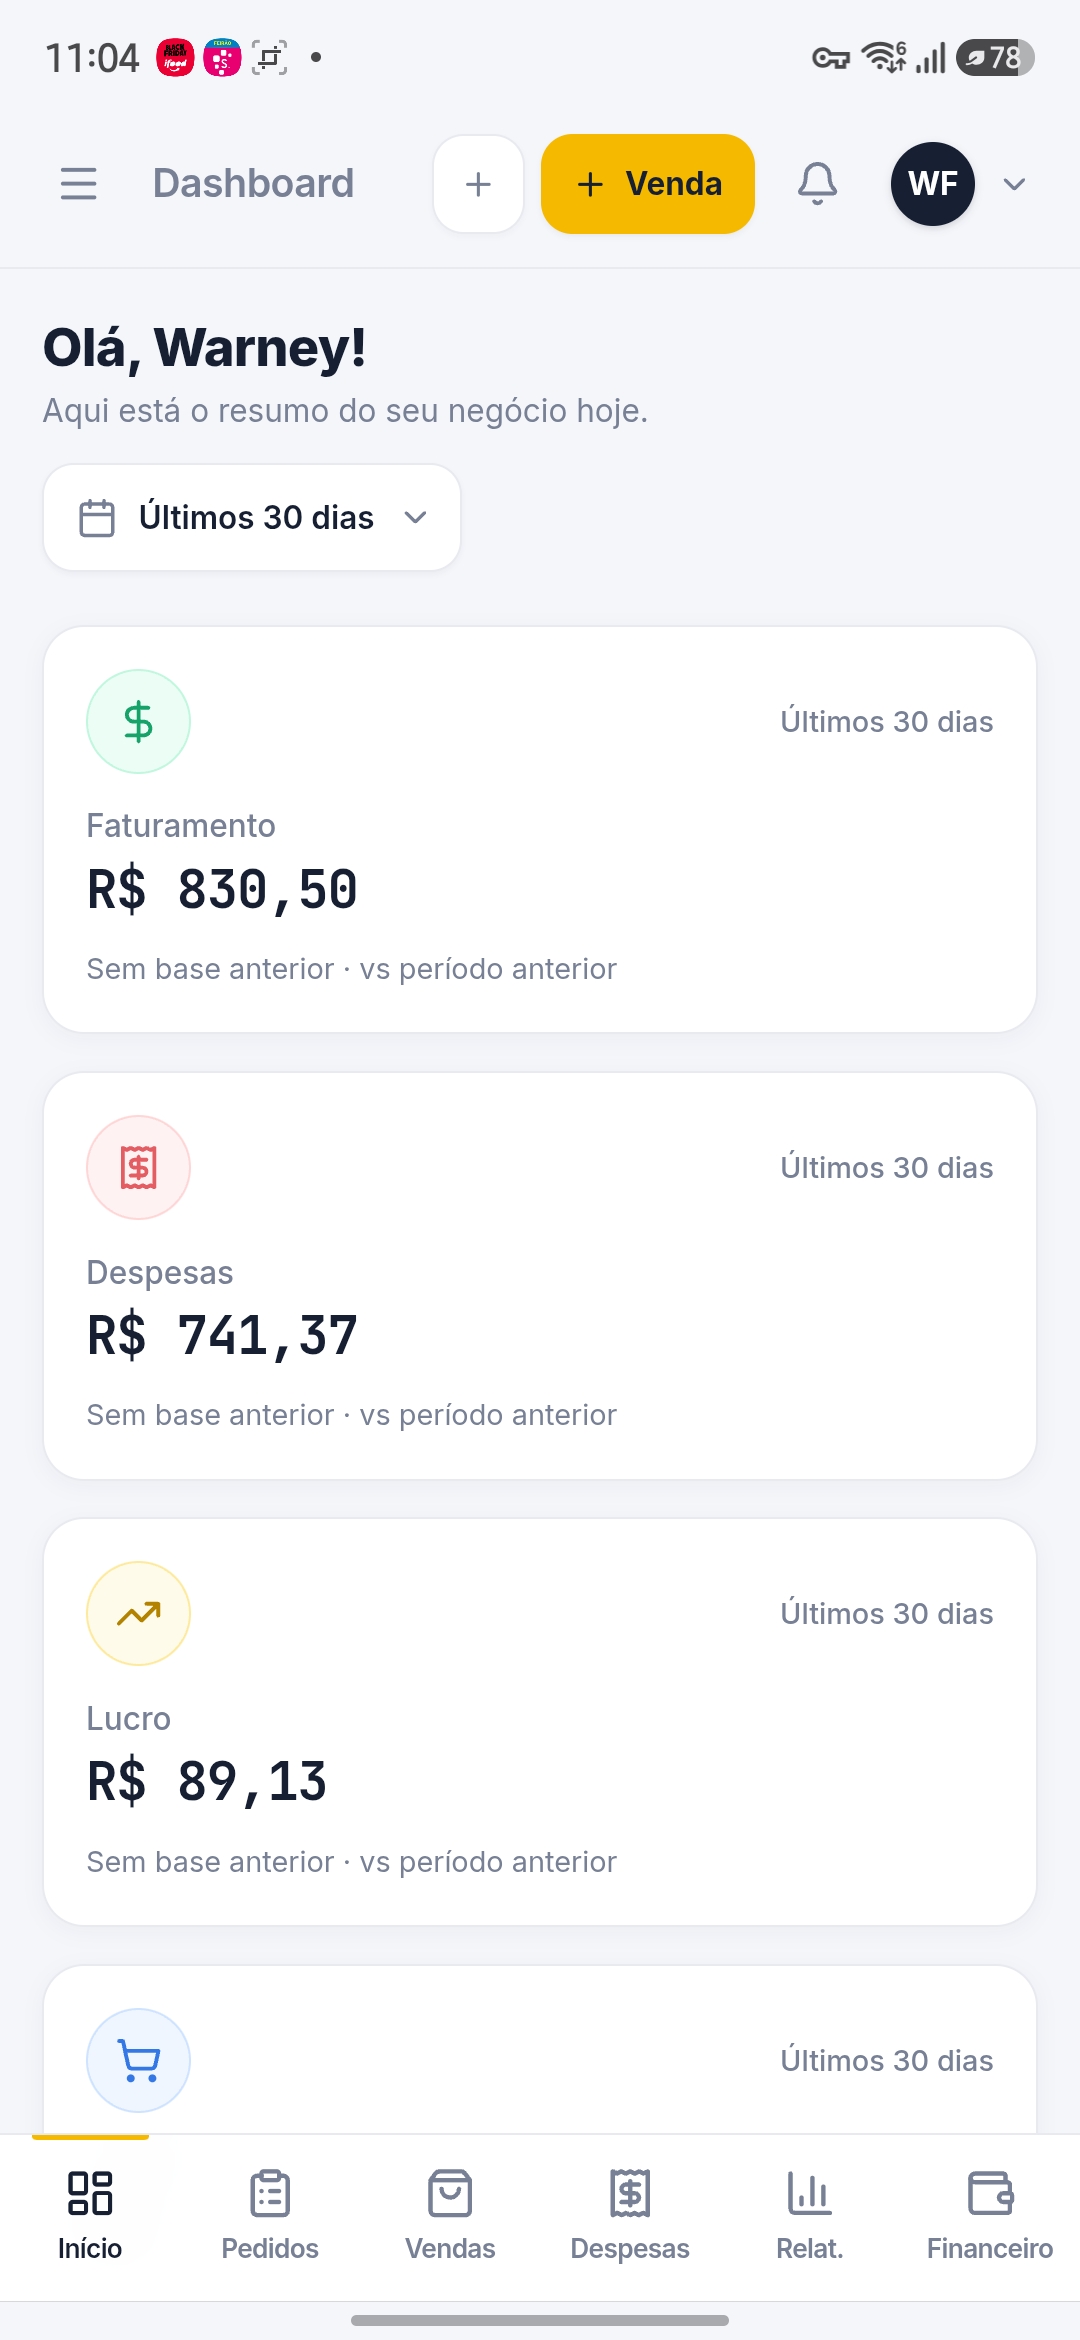 11:04
78
Dashboard
+ Venda
WF
Olá, Warney!
Aqui está o resumo do seu negócio hoje.
Últimos 30 dias
Últimos 30 dias
Faturamento
R$ 830,50
Sem base anterior · vs período anterior
Últimos 30 dias
Despesas
R$ 741,37
Sem base anterior · vs período anterior
Últimos 30 dias
Lucro
R$ 89,13
Sem base anterior · vs período anterior
Últimos 30 dias
Início
Pedidos
Vendas
Despesas
Relat.
Financeiro